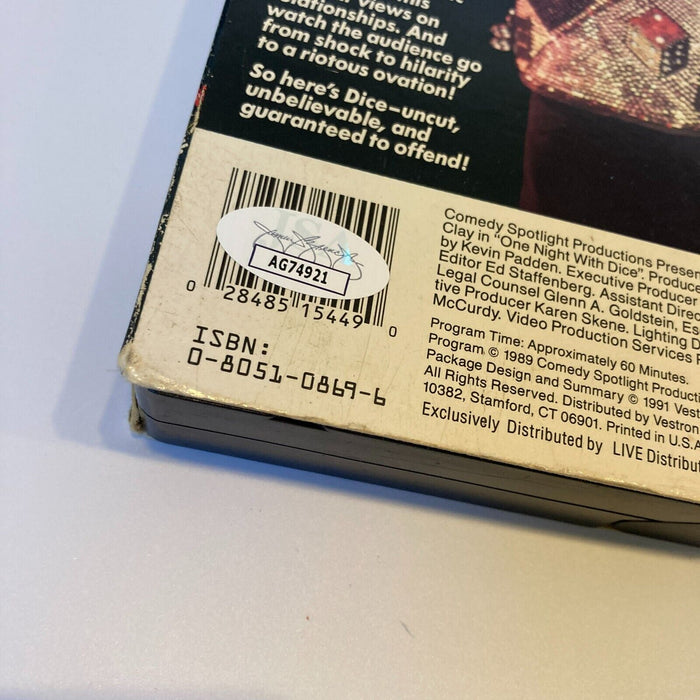 views on
relationships. And
watch the audience go
from shock to hilarity
to a riotous ovation!
So here's Dice–uncut,
unbelievable, and
guaranteed to offend!
AG74921
0 28485 15449 0
ISBN:
0-8051-0869-6
Comedy Spotlight Productions Presen
Clay in "One Night With Dice". Produce
by Kevin Padden. Executive Producer
Editor Ed Staffenberg. Assistant Direc
Legal Counsel Glenn A. Goldstein, Es
tive Producer Karen Skene. Lighting D
McCurdy. Video Production Services
Program Time: Approximately 60 Minutes.
Program © 1989 Comedy Spotlight Producti
Package Design and Summary © 1991 Vest
All Rights Reserved. Distributed by Vestron
10382, Stamford, CT 06901. Printed in U.S.A
Exclusively Distributed by LIVE Distribut